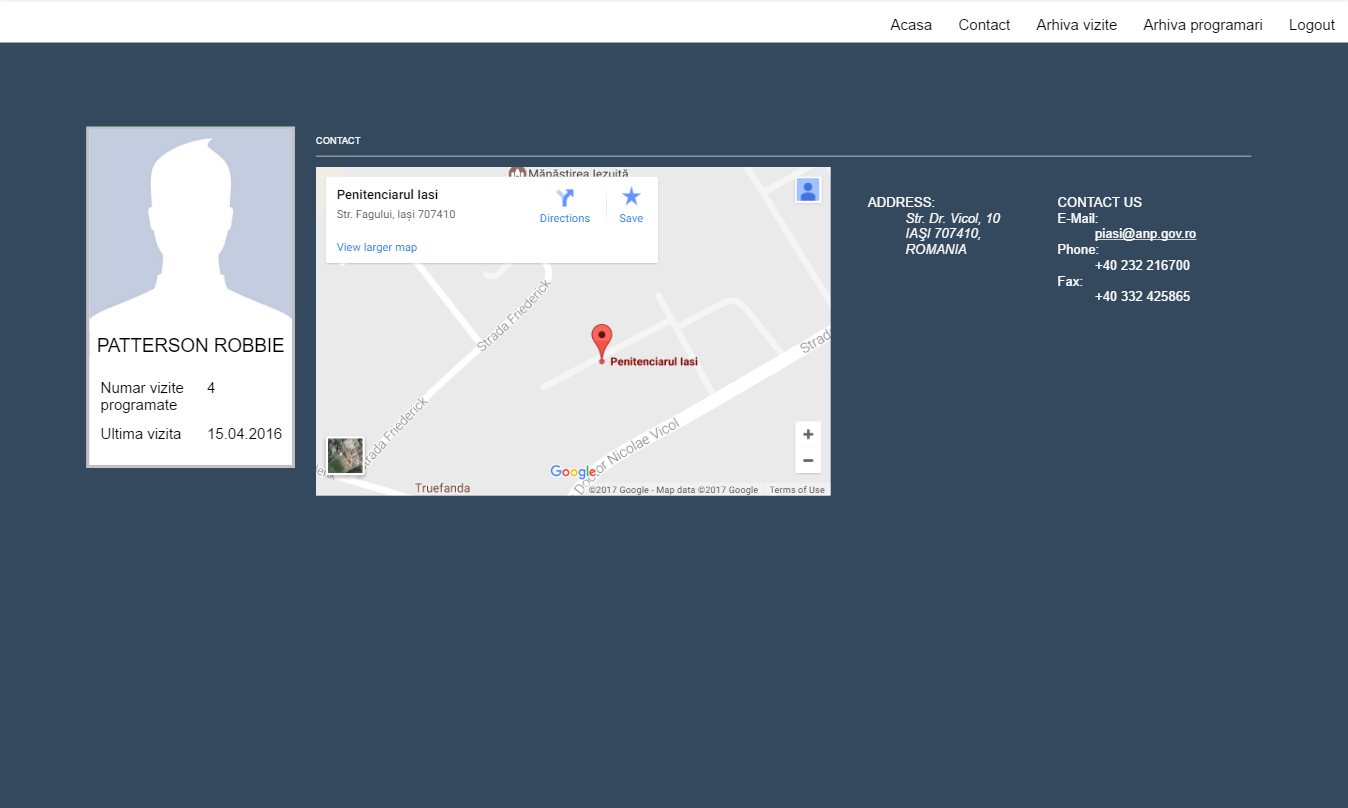 Acasa Contact Arhiva vizite Arhiva programari Logout
PATTERSON ROBBIE
Numar vizite programate 4
Ultima vizita 15.04.2016
CONTACT
Mănăstirea Iezuită
Penitenciarul Iasi
Str. Fagului, Iași 707410
Directions
Save
View larger map
Strada Friederick
Strada
Penitenciarul Iasi
Strada Friederick
Doctor Nicolae Vicol
Google
Truefanda
©2017 Google - Map data ©2017 Google Terms of Use
ADDRESS:
Str. Dr. Vicol, 10
IAŞI 707410,
ROMANIA
CONTACT US
E-Mail:
piasi@anp.gov.ro
Phone:
+40 232 216700
Fax:
+40 332 425865